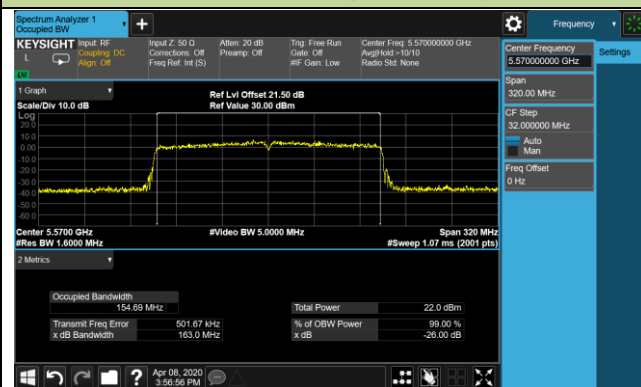 Spectrum Analyzer 1
Occupied BW
+
Frequency
KEYSIGHT
L
Input: RF
Coupling: DC
Align: Off
Input Z: 50 Ω
Corrections: Off
Freq Ref: Int (S)
Atten: 20 dB
Preamp: Off
Trig: Free Run
Gate: Off
#IF Gain: Low
Center Freq: 5.570000000 GHz
Avg|Hold:>10/10
Radio Std: None
Center Frequency
5.570000000 GHz
Settings
Span
320.00 MHz
CF Step
32.000000 MHz
Auto
Man
Freq Offset
0 Hz
1 Graph
Scale/Div 10.0 dB
Ref Lvl Offset 21.50 dB
Ref Value 30.00 dBm
Log
20.0
10.0
0.00
-10.0
-20.0
-30.0
-40.0
-50.0
-60.0
Center 5.5700 GHz
#Res BW 1.6000 MHz
#Video BW 5.0000 MHz
Span 320 MHz
#Sweep 1.07 ms (2001 pts)
2 Metrics
Occupied Bandwidth
154.69 MHz
Total Power 22.0 dBm
Transmit Freq Error 501.67 kHz
% of OBW Power 99.00 %
x dB Bandwidth 163.0 MHz
x dB -26.00 dB
?
Apr 08, 2020
3:56:56 PM